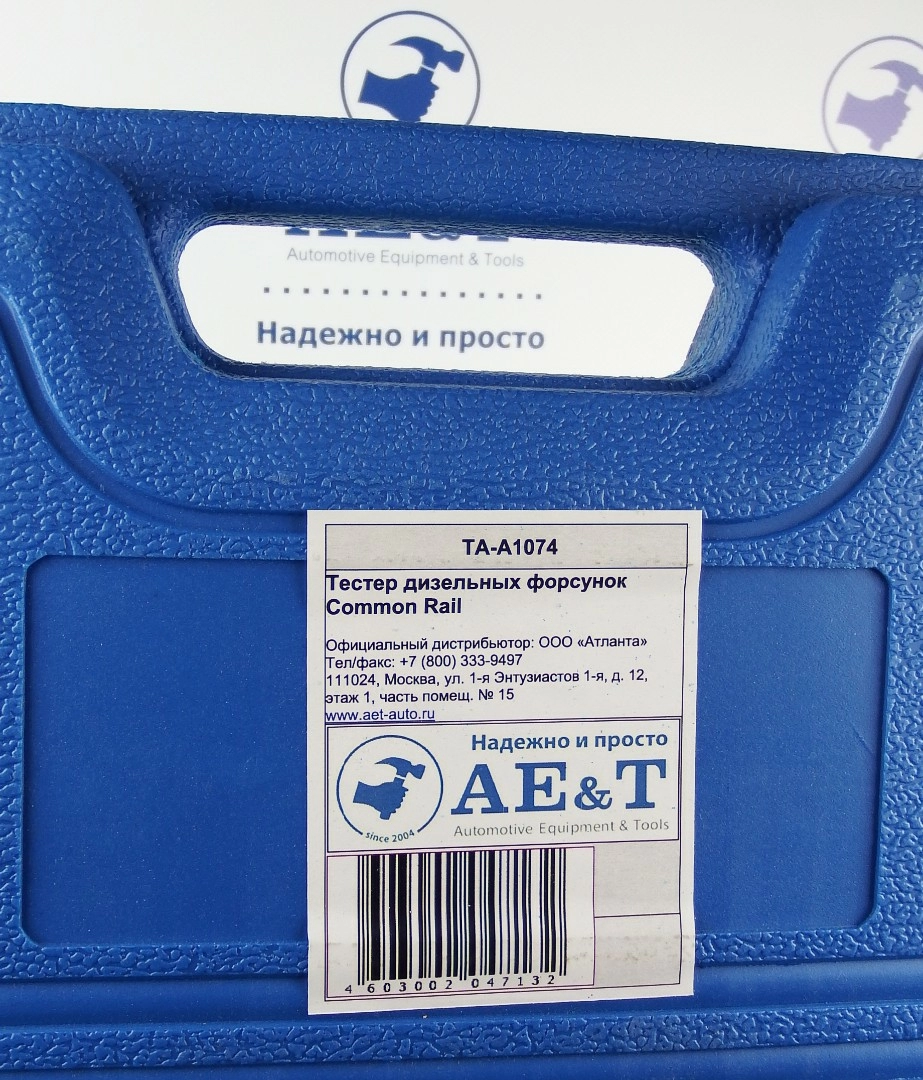 AE&T
Automotive Equipment & Tools
Надежно и просто
TA-A1074
Тестер дизельных форсунок
Common Rail
Официальный дистрибьютор: ООО «Атланта»
Тел/факс: +7 (800) 333-9497
111024, Москва, ул. 1-я Энтузиастов 1-я, д. 12,
этаж 1, часть помещ. № 15
www.aet-auto.ru
Надежно и просто
AE&T
Automotive Equipment & Tools
since 2004
4 603002 047132